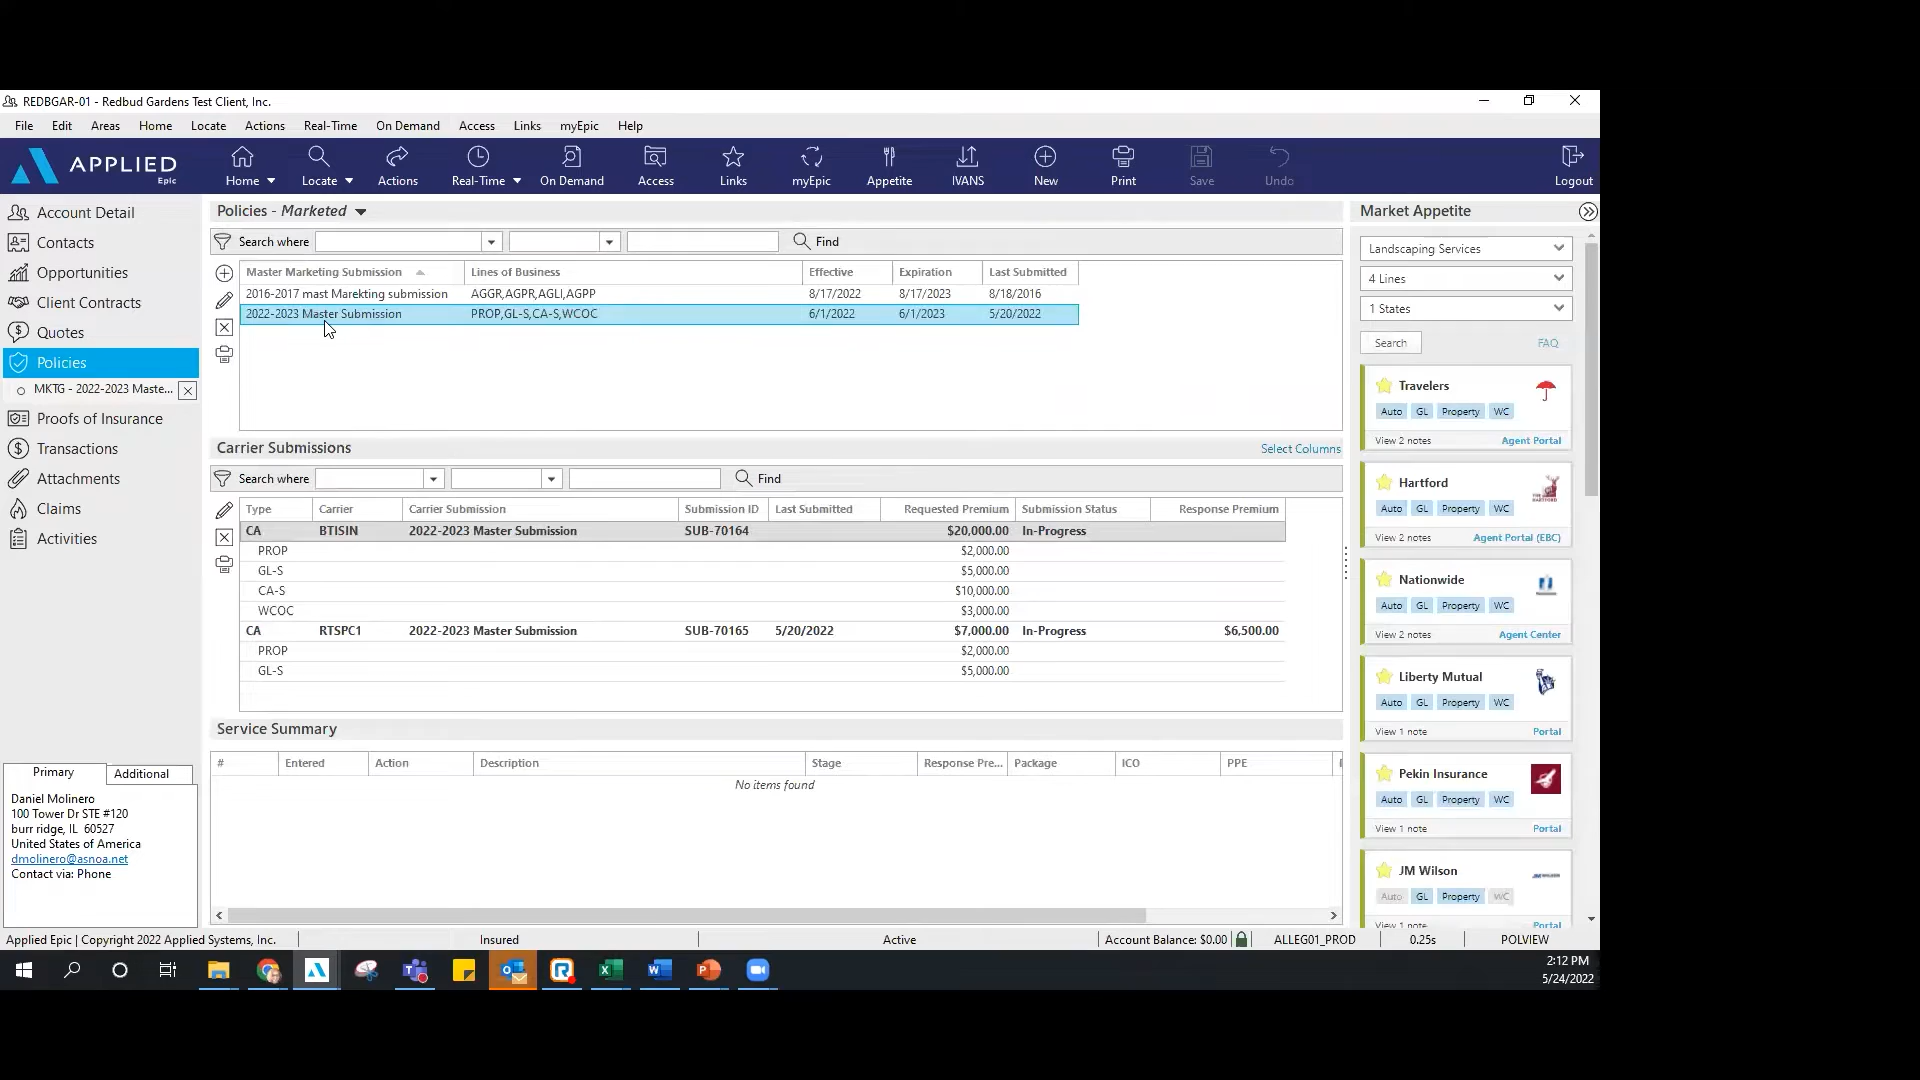 REDBGAR-01 - Redbud Gardens Test Client, Inc.
File Edit Areas Home Locate Actions Real-Time On Demand Access Links myEpic Help
APPLIED
Epic
Home Locate Actions Real-Time On Demand Access Links myEpic Appetite IVANS New Print Save Undo Logout
Account Detail
Contacts
Opportunities
Client Contracts
Quotes
Policies
MKTG - 2022-2023 Maste...
Proofs of Insurance
Transactions
Attachments
Claims
Activities
Primary Additional
Daniel Molinero
100 Tower Dr STE #120
burr ridge, IL 60527
United States of America
dmolinero@asnoa.net
Contact via: Phone
Policies - Marketed
Search where Find
Master Marketing Submission Lines of Business Effective Expiration Last Submitted
2016-2017 mast Marekting submission AGGR,AGPR,AGLI,AGPP 8/17/2022 8/17/2023 8/18/2016
2022-2023 Master Submission PROP,GL-S,CA-S,WCOC 6/1/2022 6/1/2023 5/20/2022
Carrier Submissions Select Columns
Search where Find
Type Carrier Carrier Submission Submission ID Last Submitted Requested Premium Submission Status Response Premium
CA BTISIN 2022-2023 Master Submission SUB-70164 $20,000.00 In-Progress
PROP $2,000.00
GL-S $5,000.00
CA-S $10,000.00
WCOC $3,000.00
CA RTSPC1 2022-2023 Master Submission SUB-70165 5/20/2022 $7,000.00 In-Progress $6,500.00
PROP $2,000.00
GL-S $5,000.00
Service Summary
# Entered Action Description Stage Response Pre... Package ICO PPE
No items found
Market Appetite
Landscaping Services
4 Lines
1 States
Search FAQ
Travelers
Auto GL Property WC
View 2 notes Agent Portal
Hartford
THE HARTFORD
Auto GL Property WC
View 2 notes Agent Portal (EBC)
Nationwide
Auto GL Property WC
View 2 notes Agent Center
Liberty Mutual
Auto GL Property WC
View 1 note Portal
Pekin Insurance
Auto GL Property WC
View 1 note Portal
JM Wilson
Auto GL Property WC
View 1 note Portal
Applied Epic | Copyright 2022 Applied Systems, Inc. Insured Active Account Balance: $0.00 ALLEG01_PROD 0.25s POLVIEW
2:12 PM
5/24/2022